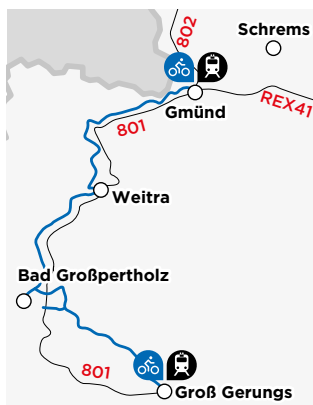 802
Schrems
Gmünd
REX41
801
Weitra
Bad Großpertholz
801
Groß Gerungs